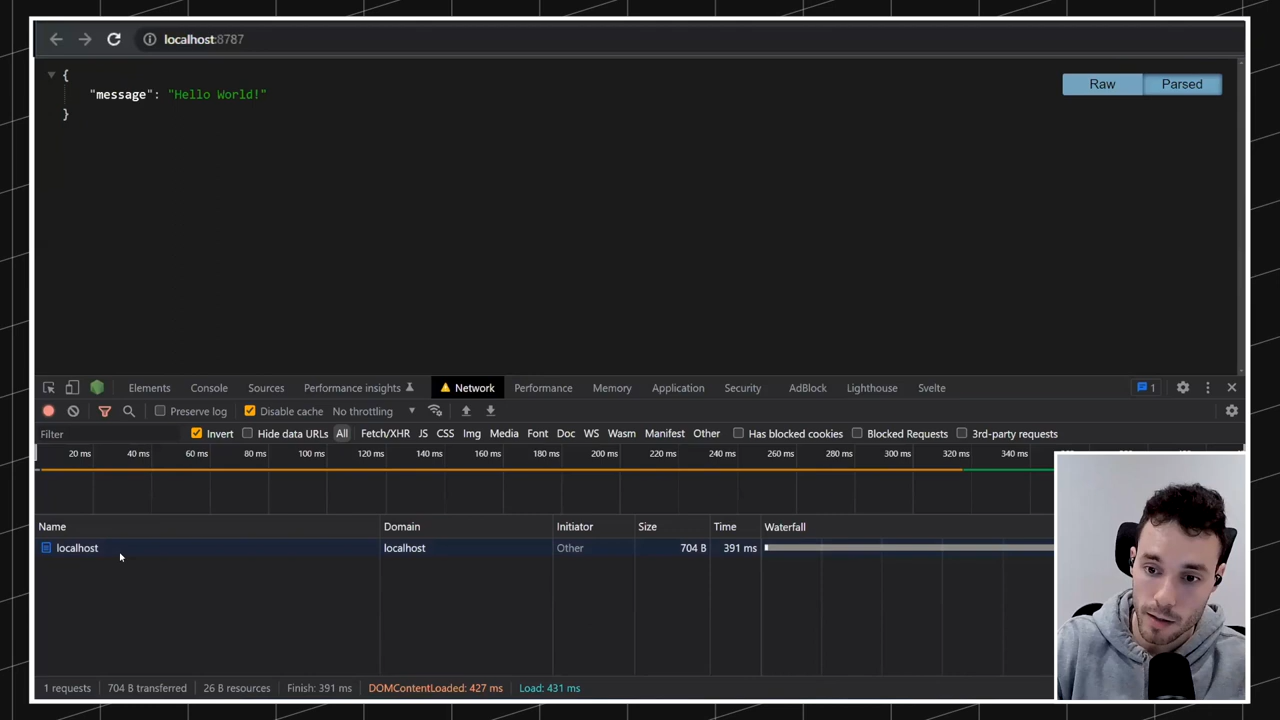 localhost:8787
{
"message": "Hello World!"
}
Raw Parsed
Elements Console Sources Performance insights Network Performance Memory Application Security AdBlock Lighthouse Svelte 1
Preserve log Disable cache No throttling
Filter Invert Hide data URLs All Fetch/XHR JS CSS Img Media Font Doc WS Wasm Manifest Other Has blocked cookies Blocked Requests 3rd-party requests
20 ms 40 ms 60 ms 80 ms 100 ms 120 ms 140 ms 160 ms 180 ms 200 ms 220 ms 240 ms 260 ms 280 ms 300 ms 320 ms 340 ms
Name Domain Initiator Size Time Waterfall
localhost localhost Other 704 B 391 ms
1 requests 704 B transferred 26 B resources Finish: 391 ms DOMContentLoaded: 427 ms Load: 431 ms